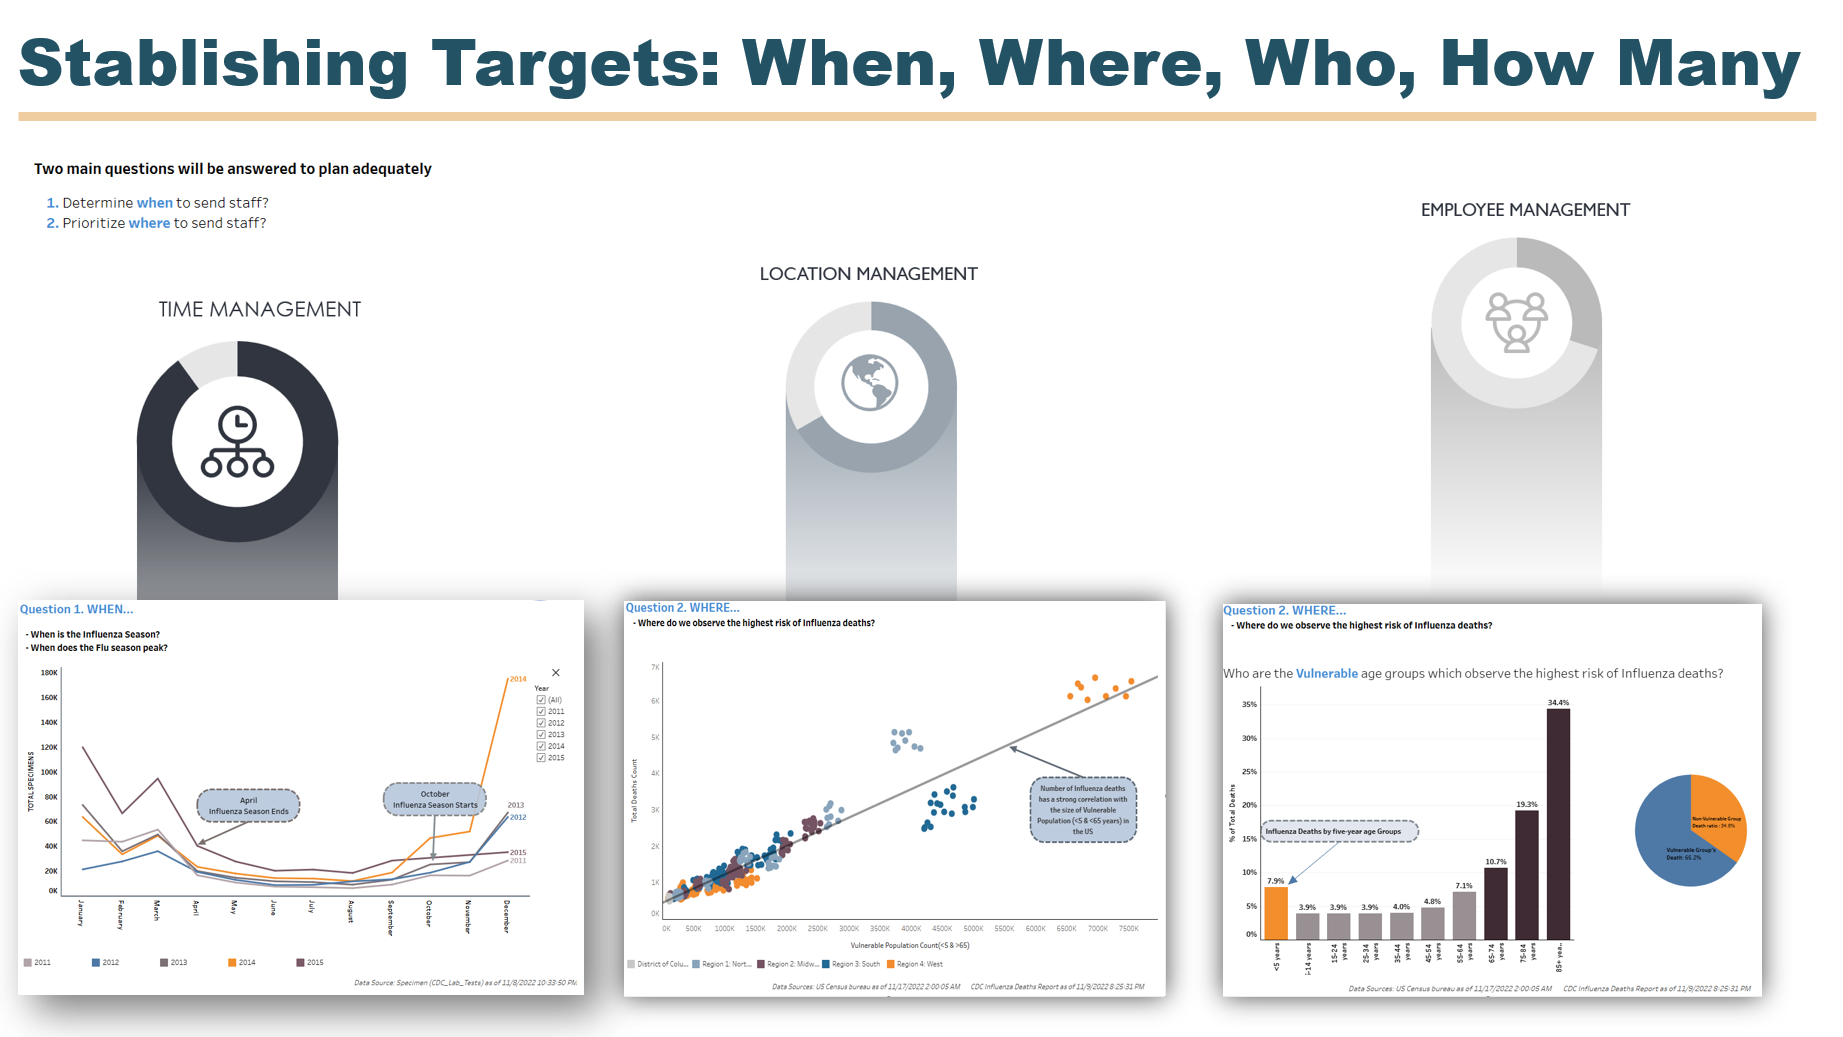 Stablishing Targets: When, Where, Who, How Many
Two main questions will be answered to plan adequately
1. Determine when to send staff?
2. Prioritize where to send staff?
TIME MANAGEMENT
LOCATION MANAGEMENT
EMPLOYEE MANAGEMENT
Question 1. WHEN...
- When is the Influenza Season?
- When does the Flu season peak?
180K
160K
140K
120K
100K
80K
60K
40K
20K
0K
TOTAL SPECIMENS
April
Influenza Season Ends
October
Influenza Season Starts
2014
2013
2012
2015
2011
Year
(All)
2011
2012
2013
2014
2015
January
February
March
April
May
June
July
August
September
October
November
December
2011
2012
2013
2014
2015
Data Source: Specimen (CDC_Lab_Tests) as of 11/8/2022 10:33:50 PM
Question 2. WHERE...
- Where do we observe the highest risk of Influenza deaths?
7K
6K
5K
4K
3K
2K
1K
0K
Total Deaths Count
Number of Influenza deaths
has a strong correlation with
the size of Vulnerable
Population (<5 & <65 years) in
the US
0K
500K
1000K
1500K
2000K
2500K
3000K
3500K
4000K
4500K
5000K
5500K
6000K
6500K
7000K
7500K
Vulnerable Population Count(<5 & >65)
District of Colu...
Region 1: Nort...
Region 2: Midw...
Region 3: South
Region 4: West
Data Sources: US Census bureau as of 11/17/2022 2:00:05 AM
CDC Influenza Deaths Report as of 11/9/2022 8:25:31 PM
Question 2. WHERE...
- Where do we observe the highest risk of Influenza deaths?
Who are the Vulnerable age groups which observe the highest risk of Influenza deaths?
35%
30%
25%
20%
15%
10%
5%
0%
% of Total Deaths
Influenza Deaths by five-year age Groups
7.9%
3.9%
3.9%
3.9%
4.0%
4.8%
7.1%
10.7%
19.3%
34.4%
<5 years
5-14 years
15-24 years
25-34 years
35-44 years
45-54 years
55-64 years
65-74 years
75-84 years
85+ yea..
Non-Vulnerable Group
Death ratio : 34.8%
Vulnerable Group's
Death: 65.2%
Data Sources: US Census bureau as of 11/17/2022 2:00:05 AM
CDC Influenza Deaths Report as of 11/9/2022 8:25:31 PM